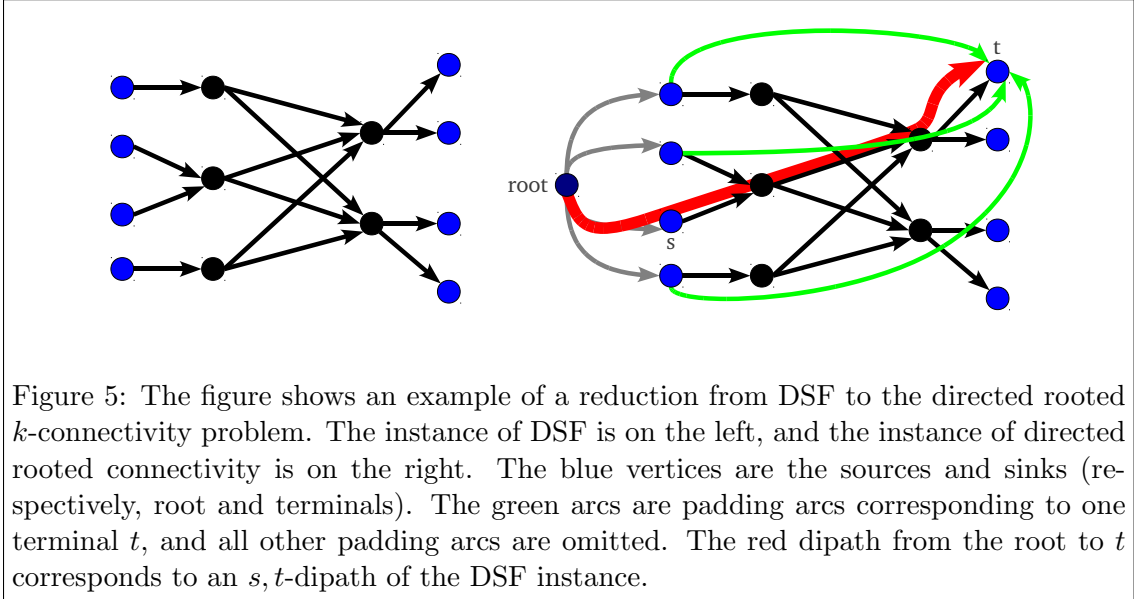 t
root
s
Figure 5: The figure shows an example of a reduction from DSF to the directed rooted
k-connectivity problem. The instance of DSF is on the left, and the instance of directed
rooted connectivity is on the right. The blue vertices are the sources and sinks (re-
spectively, root and terminals). The green arcs are padding arcs corresponding to one
terminal t, and all other padding arcs are omitted. The red dipath from the root to t
corresponds to an s, t-dipath of the DSF instance.